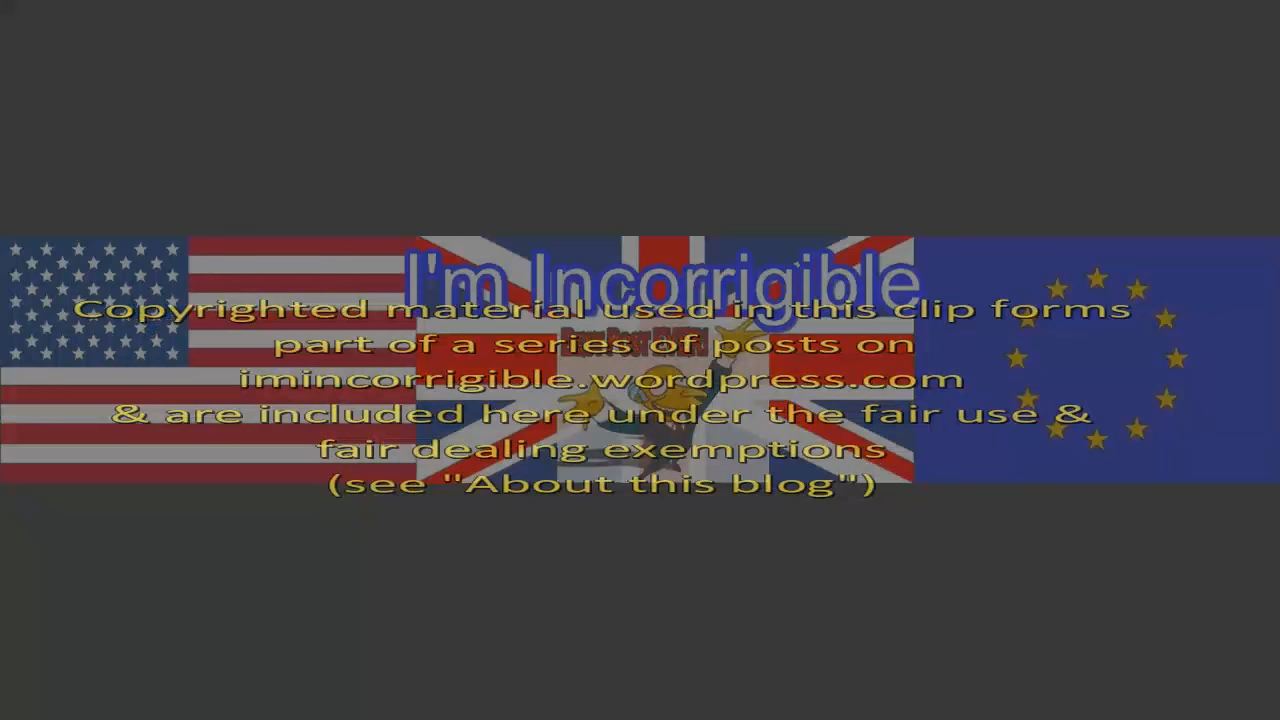 I'm Incorrigible
Copyrighted material used in this clip forms
part of a series of posts on
imincorrigible.wordpress.com
& are included here under the fair use &
fair dealing exemptions
(see "About this blog")